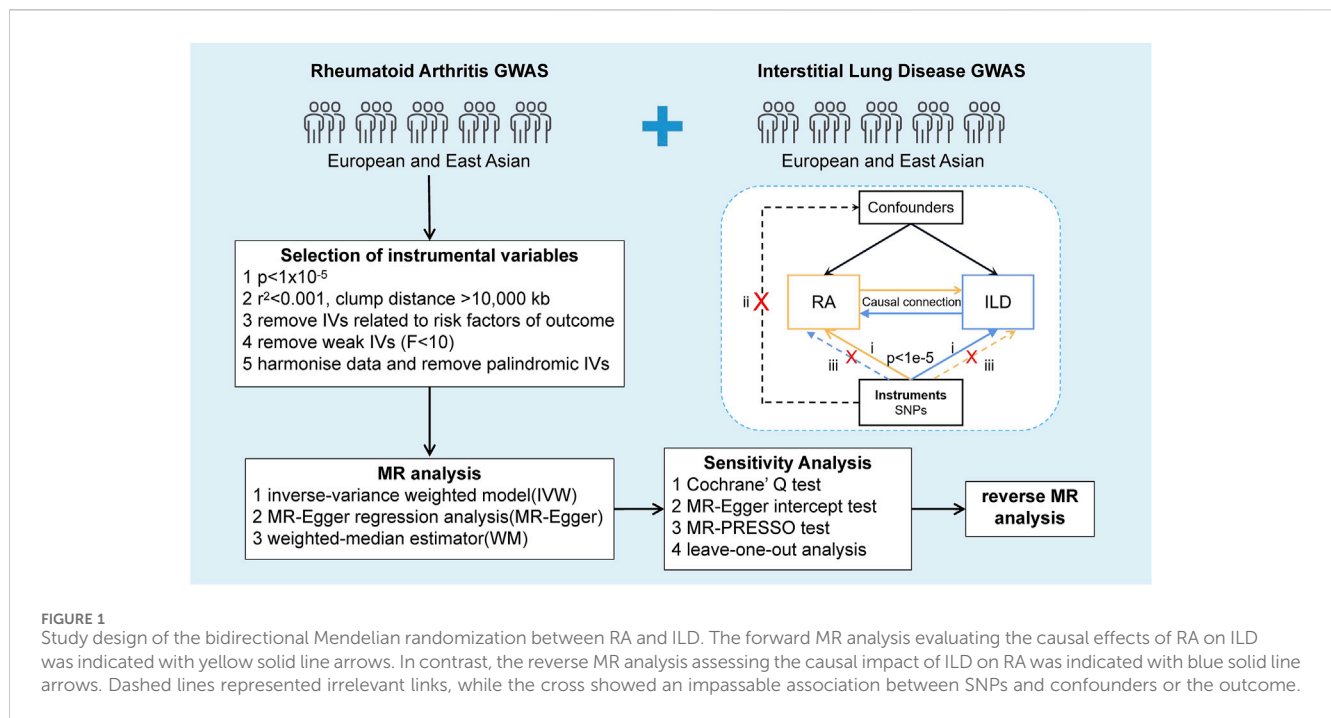 Rheumatoid Arthritis GWAS
European and East Asian
Interstitial Lung Disease GWAS
European and East Asian
Selection of instrumental variables
1 p<1x10⁻⁵
2 r²<0.001, clump distance >10,000 kb
3 remove IVs related to risk factors of outcome
4 remove weak IVs (F<10)
5 harmonise data and remove palindromic IVs
Confounders
ii X
RA
Causal connection
ILD
iii
X
i
p<1e-5
i
X
iii
Instruments
SNPs
MR analysis
1 inverse-variance weighted model(IVW)
2 MR-Egger regression analysis(MR-Egger)
3 weighted-median estimator(WM)
Sensitivity Analysis
1 Cochrane' Q test
2 MR-Egger intercept test
3 MR-PRESSO test
4 leave-one-out analysis
reverse MR
analysis
FIGURE 1
Study design of the bidirectional Mendelian randomization between RA and ILD. The forward MR analysis evaluating the causal effects of RA on ILD
was indicated with yellow solid line arrows. In contrast, the reverse MR analysis assessing the causal impact of ILD on RA was indicated with blue solid line
arrows. Dashed lines represented irrelevant links, while the cross showed an impassable association between SNPs and confounders or the outcome.